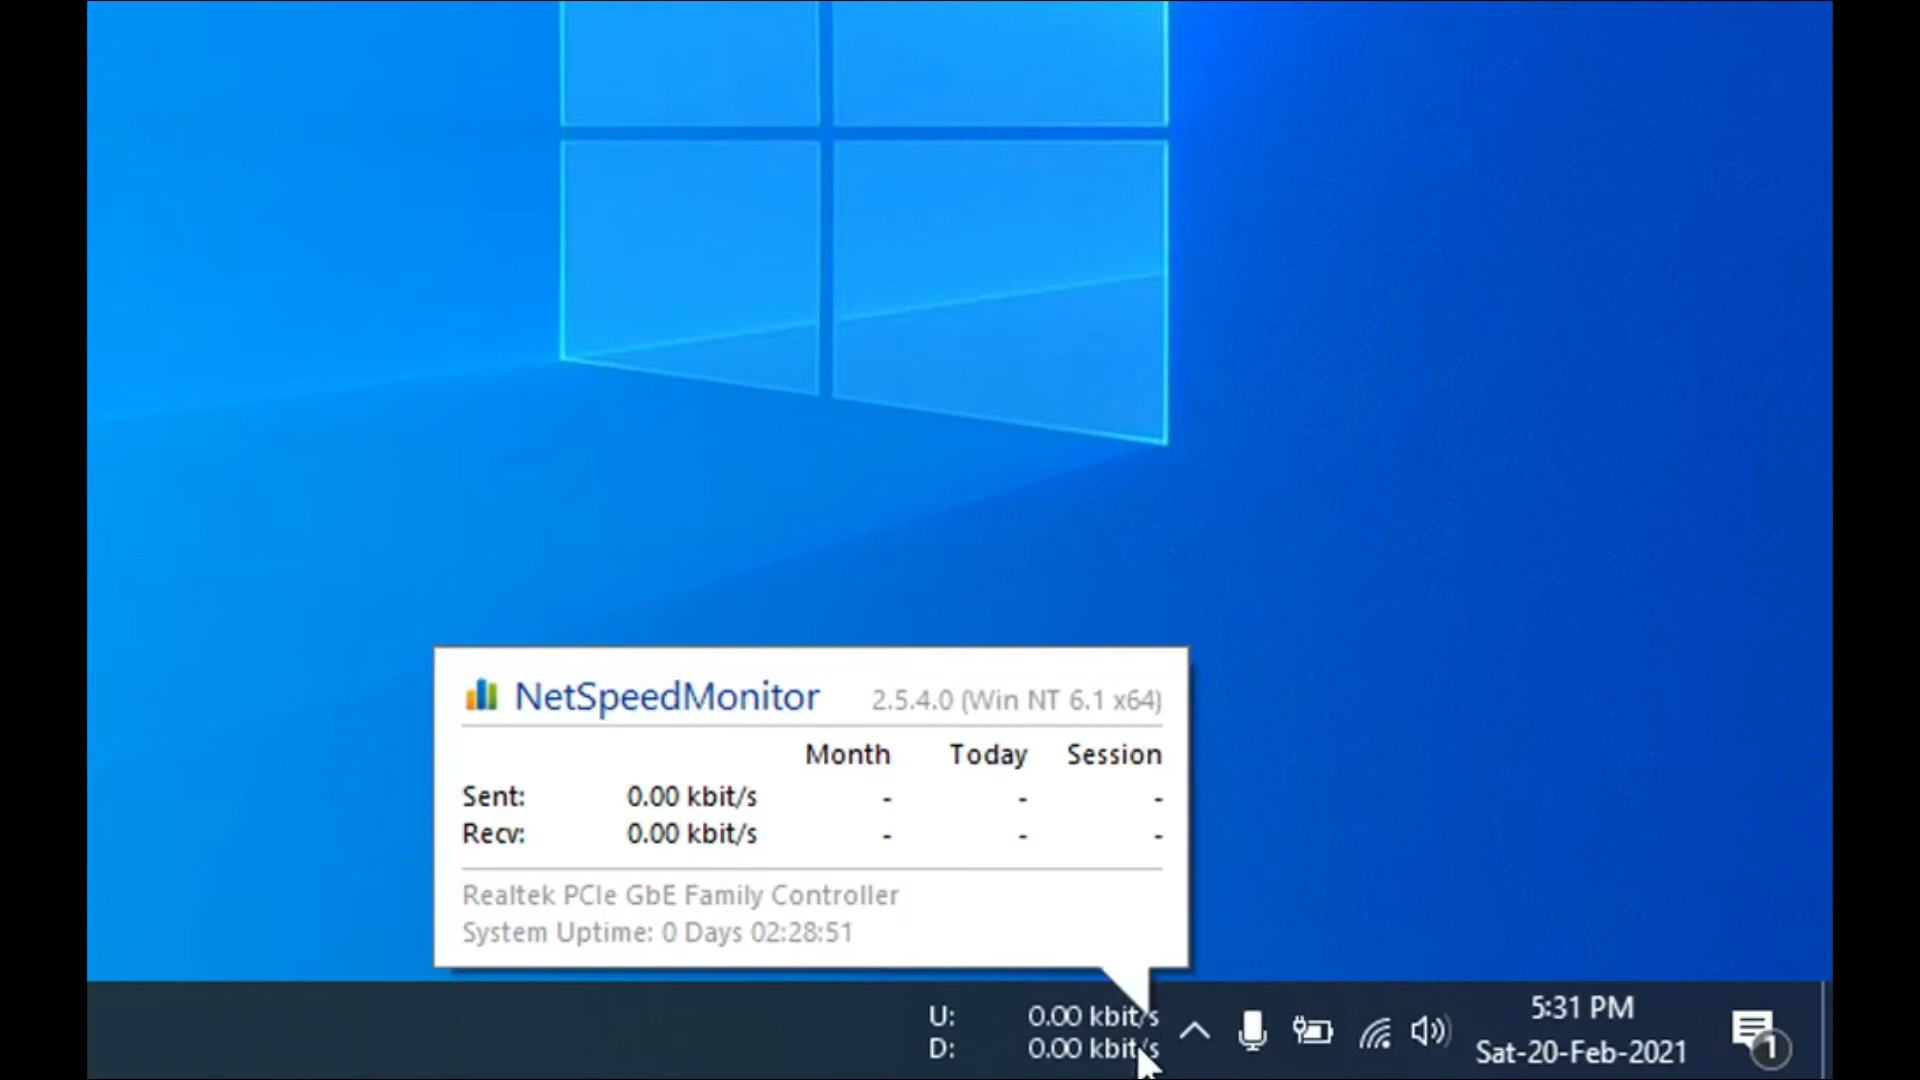 NetSpeedMonitor 2.5.4.0 (Win NT 6.1 x64)
Month Today Session
Sent: 0.00 kbit/s - - -
Recv: 0.00 kbit/s - - -
Realtek PCIe GbE Family Controller
System Uptime: 0 Days 02:28:51
U: 0.00 kbit/s
D: 0.00 kbit/s
5:31 PM
Sat-20-Feb-2021
1